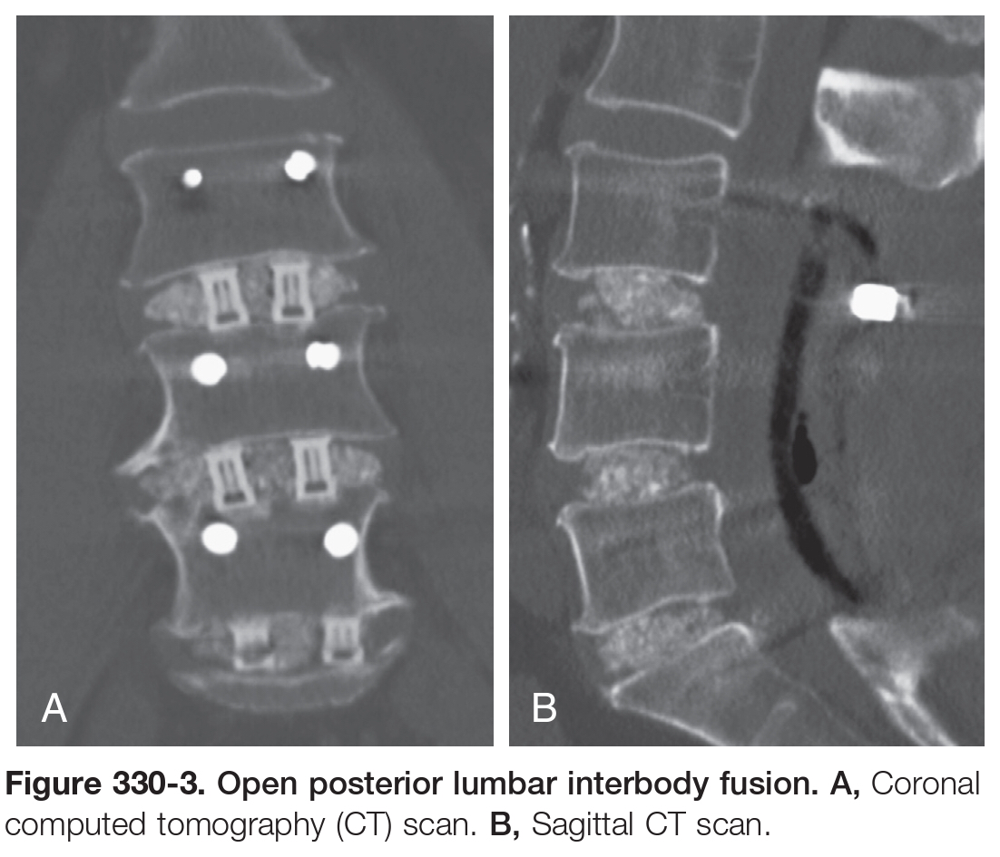 A
B
Figure 330-3. Open posterior lumbar interbody fusion. A, Coronal
computed tomography (CT) scan. B, Sagittal CT scan.